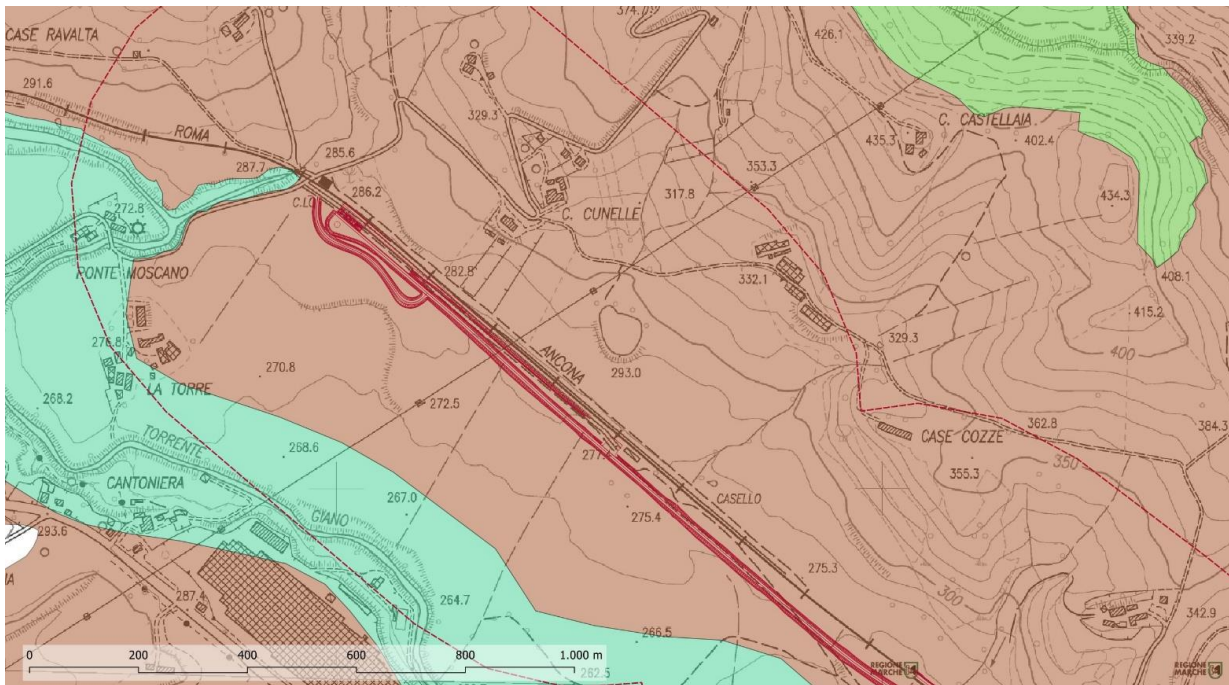 374.0
CASE RAVALTA
426.1
339.2
291.6
ROMA
329.3
C. CASTELLAIA
435.3
402.4
285.6
287.7
353.3
286.2
317.8
434.3
272.8
C. CUNELLE
PONTE MOSCANO
282.8
332.1
408.1
415.2
276.8
329.3
ANCONA
293.0
400
270.8
LA TORRE
268.2
272.5
362.8
384.3
TORRENTE
268.6
CASE COZZE
355.3
350
CANTONIERA
267.0
CASELLO
GIANO
275.4
293.6
275.3
287.4
264.7
300
342.9
266.5
0 200 400 600 800 1.000 m
262.5
REGIONE
MARCHE
REGIONE
MARCHE